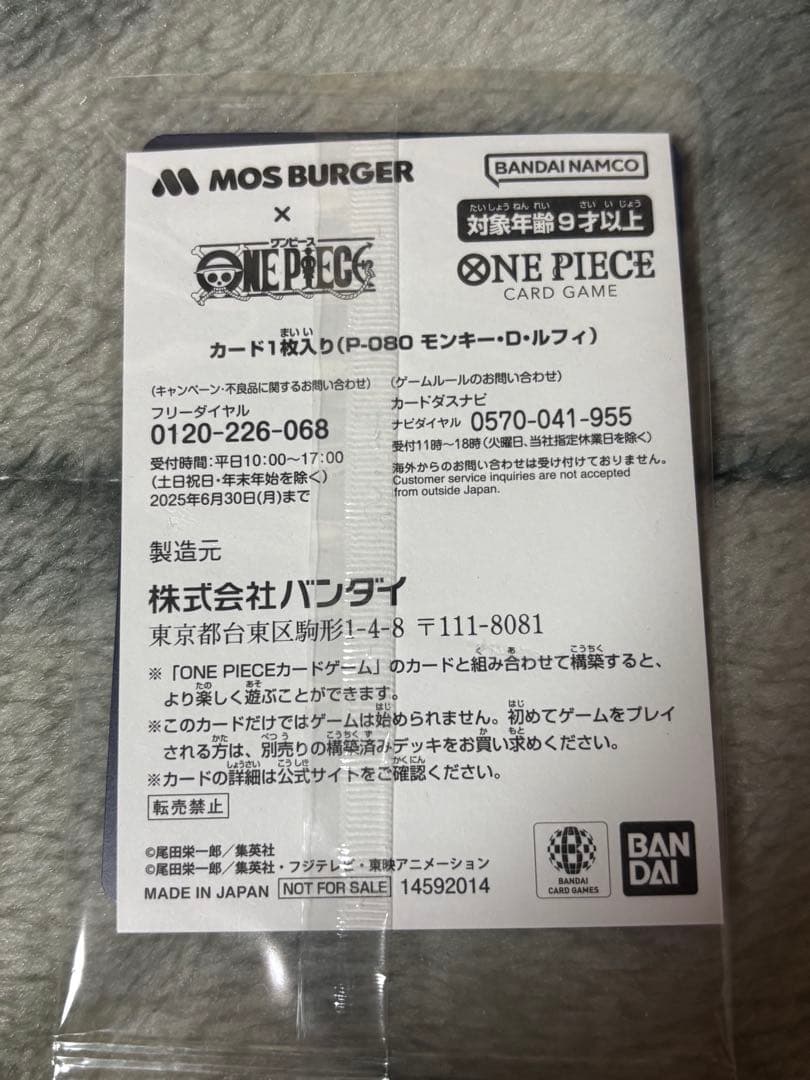 MOS BURGER
×
ワンピース
ONE PIECE
BANDAI NAMCO
たいしょうねんれい さいいじょう
対象年齢9才以上
ONE PIECE
CARD GAME
まいい
カード1枚入り(P-080 モンキー・D・ルフィ)
(キャンペーン・不良品に関するお問い合わせ)
フリーダイヤル
0120-226-068
受付時間:平日10:00〜17:00
(土日祝日・年末年始を除く)
2025年6月30日(月)まで
(ゲームルールのお問い合わせ)
カードダスナビ
ナビダイヤル 0570-041-955
受付11時〜18時(火曜日、当社指定休業日を除く)
海外からのお問い合わせは受け付けておりません。
Customer service inquiries are not accepted
from outside Japan.
製造元
株式会社バンダイ
東京都台東区駒形1-4-8 〒111-8081
く あ こうちく
※「ONE PIECEカードゲーム」のカードと組み合わせて構築すると、
たの あそ
より楽しく遊ぶことができます。
はじ はじ
※このカードだけではゲームは始められません。初めてゲームをプレイ
かた べつう こうちくず か もと
される方は、別売りの構築済みデッキをお買い求めください。
しょうさい こうしき かくにん
※カードの詳細は公式サイトをご確認ください。
転売禁止
©尾田栄一郎/集英社
©尾田栄一郎/集英社・フジテレビ・東映アニメーション
MADE IN JAPAN NOT FOR SALE 14592014
BANDAI
CARD GAMES
BAN
DAI